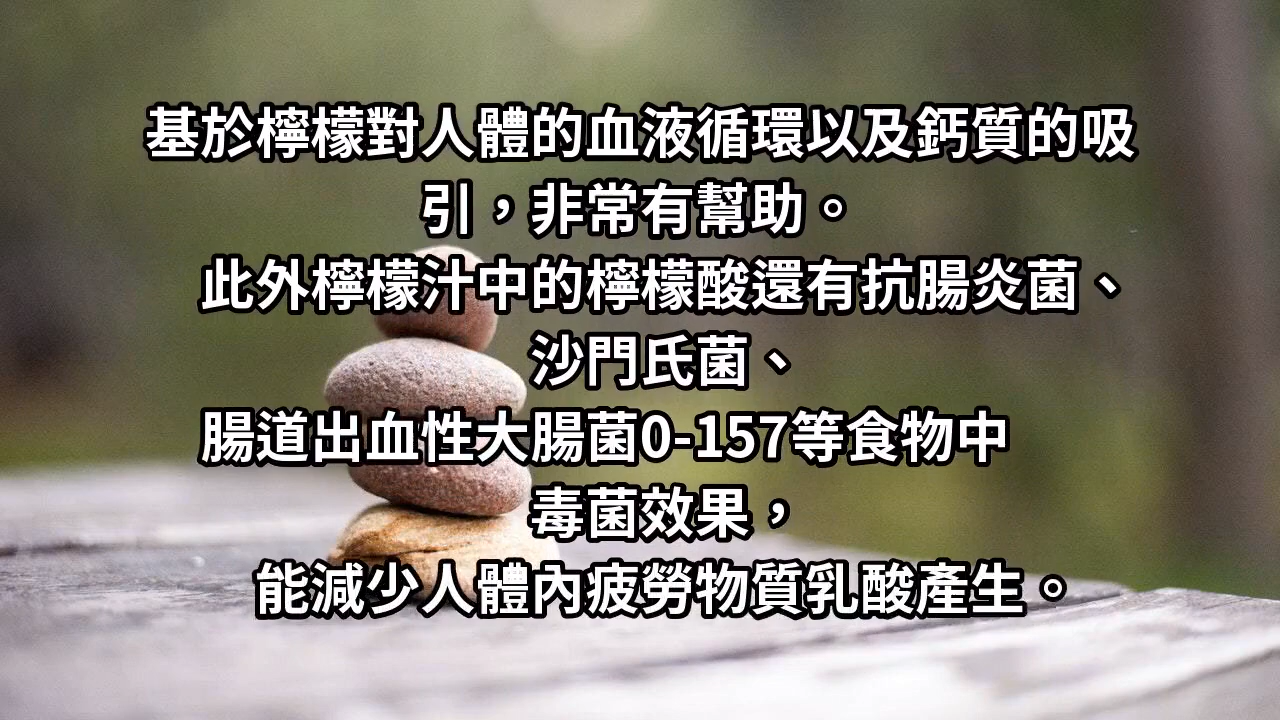 基於檸檬對人體的血液循環以及鈣質的吸
引，非常有幫助。
此外檸檬汁中的檸檬酸還有抗腸炎菌、
沙門氏菌、
腸道出血性大腸菌0-157等食物中
毒菌效果，
能減少人體內疲勞物質乳酸產生。